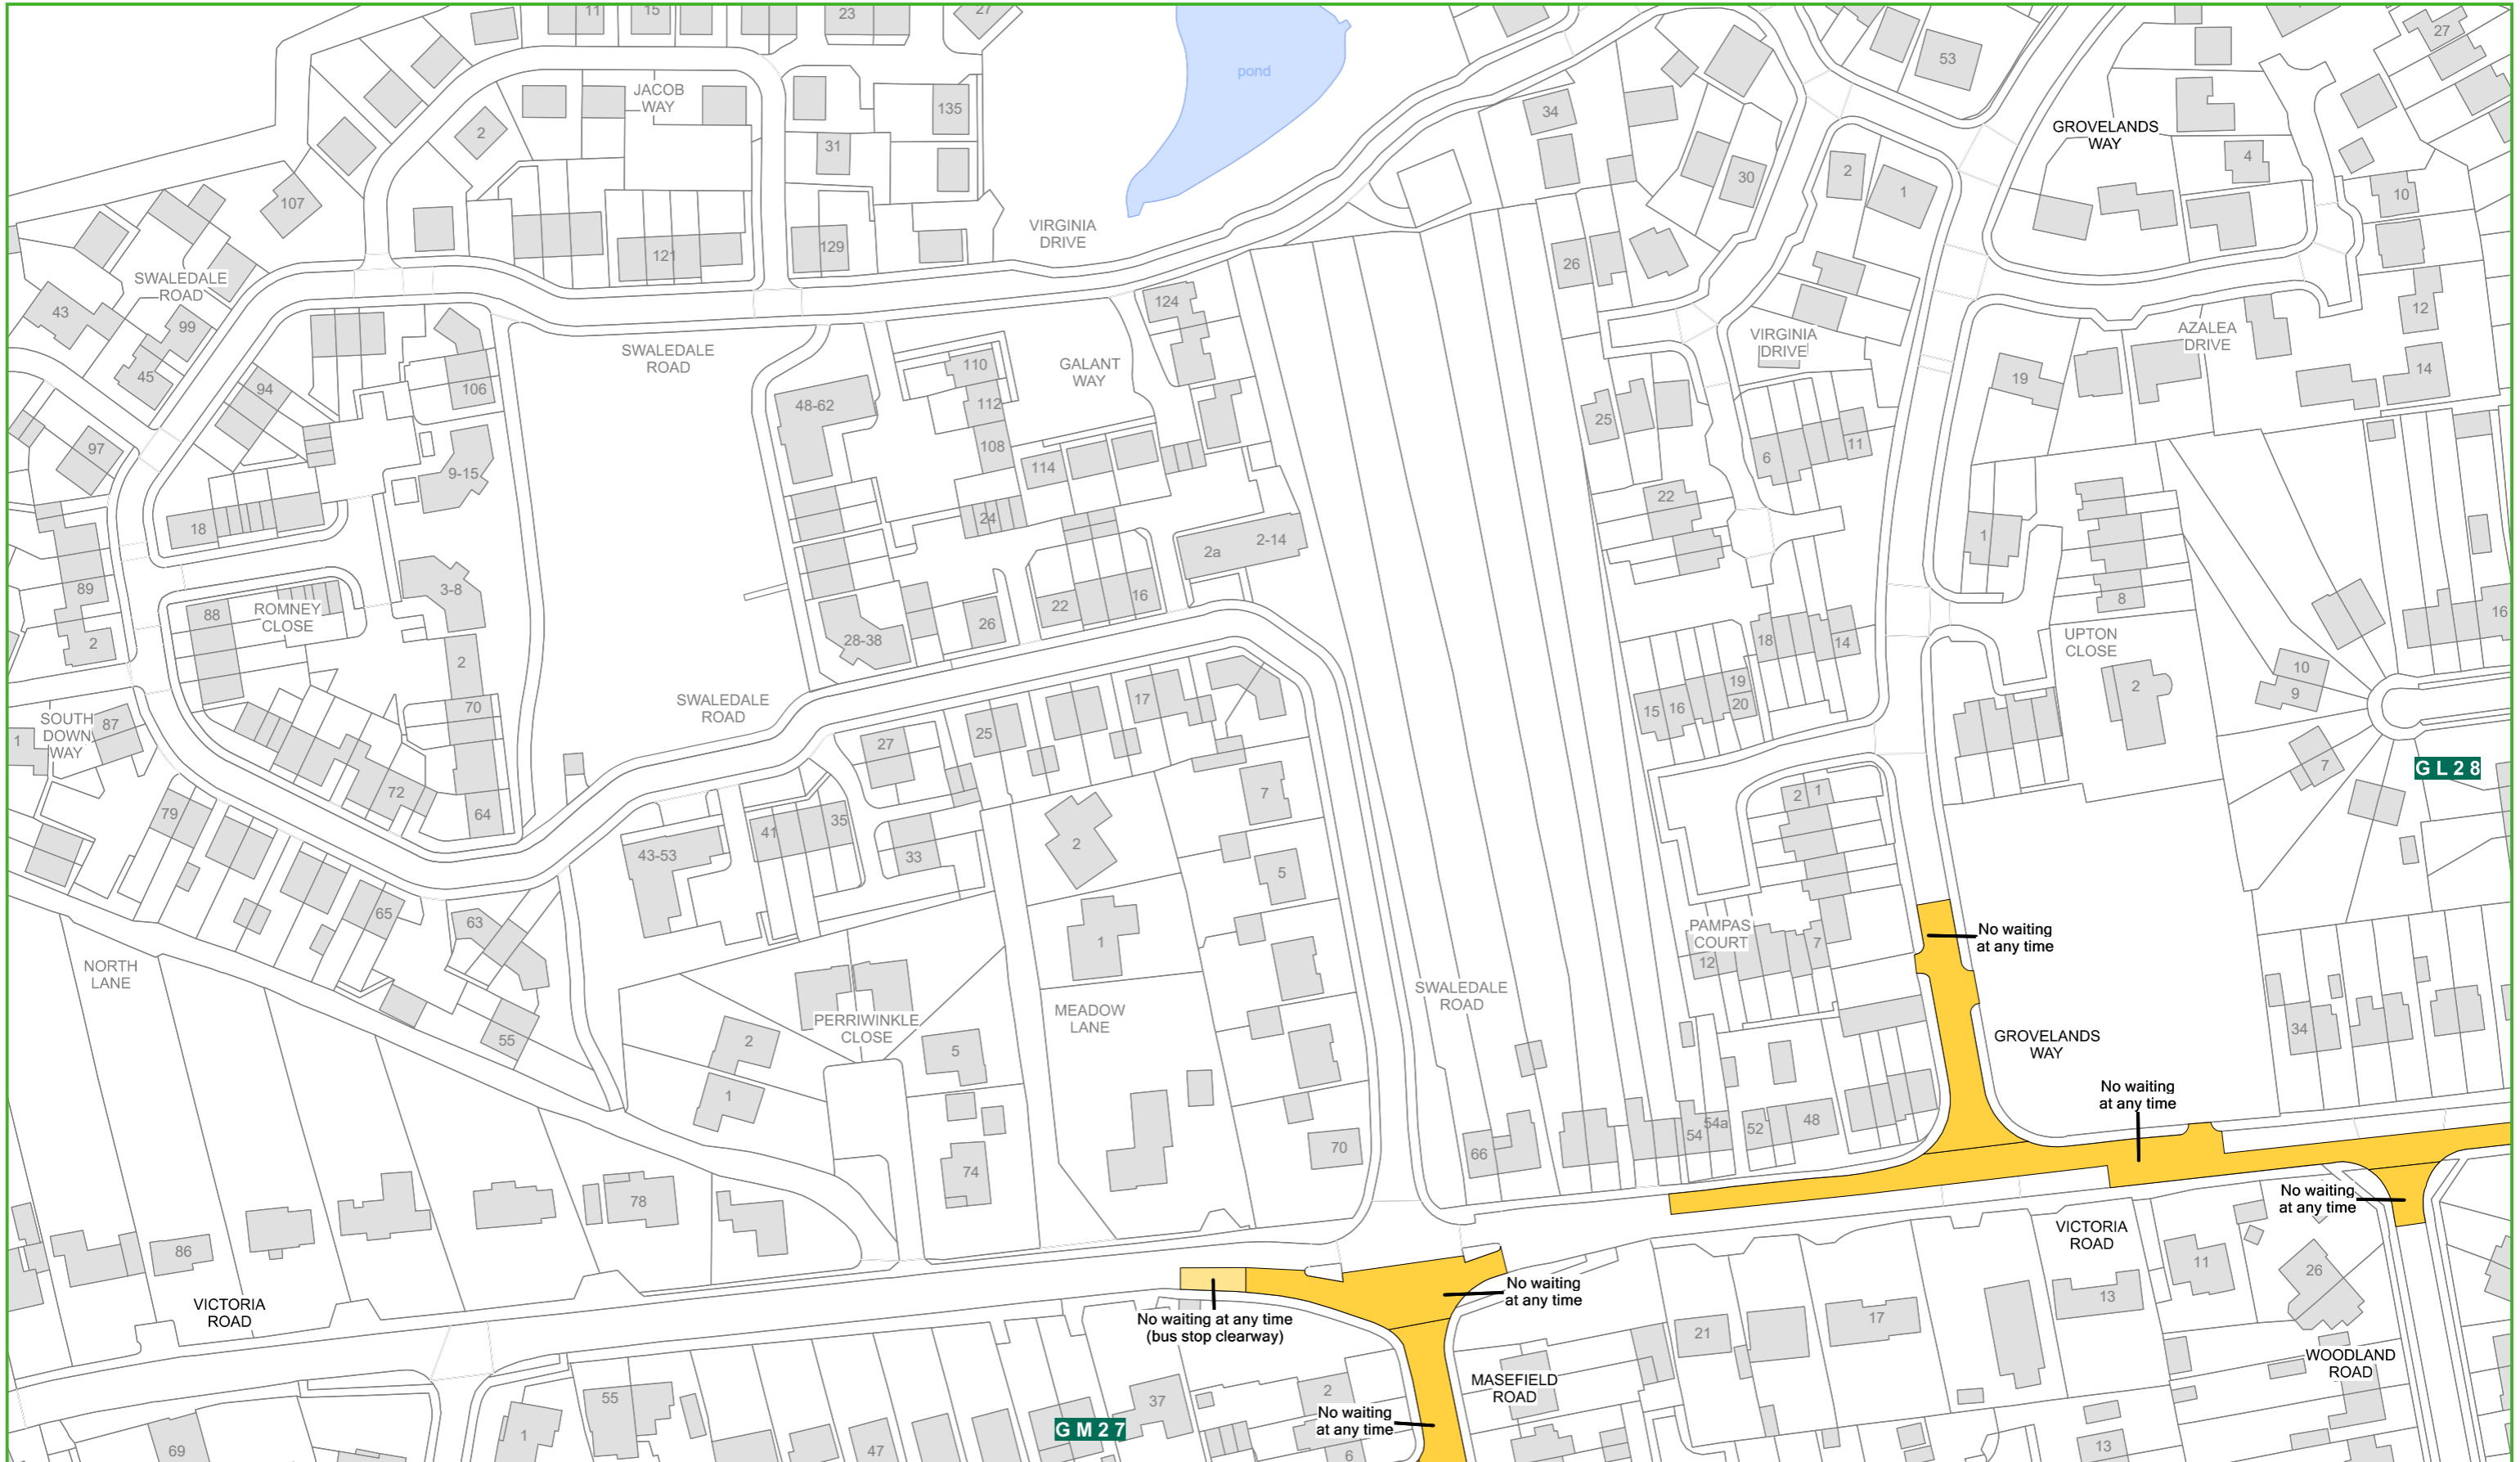 11
15
23
27
pond
53
27
JACOB
WAY
135
34
2
31
GROVELANDS
WAY
4
2
1
30
10
107
VIRGINIA
DRIVE
129
121
26
SWALEDALE
ROAD
43
99
45
124
12
VIRGINIA
DRIVE
AZALEA
DRIVE
SWALEDALE
ROAD
GALANT
WAY
110
112
108
114
94
106
48-62
19
14
25
6
11
97
9-15
18
24
22
2a
2-14
1
8
89
2
3-8
88
ROMNEY
CLOSE
28-38
26
22
16
18
14
UPTON
CLOSE
16
2
70
SWALEDALE
ROAD
17
25
27
15
16
19
20
2
10
9
7
SOUTH
DOWN
WAY
1
87
79
72
64
GL28
7
2
1
41
35
43-53
33
2
5
65
63
1
PAMPAS
COURT
12
7
No waiting
at any time
NORTH
LANE
55
SWALEDALE
ROAD
MEADOW
LANE
PERRIWINKLE
CLOSE
2
5
1
GROVELANDS
WAY
34
No waiting
at any time
54
54a
52
48
66
70
74
78
86
No waiting
at any time
VICTORIA
ROAD
11
26
13
17
21
VICTORIA
ROAD
No waiting
at any time
No waiting at any time
(bus stop clearway)
MASEFIELD
ROAD
WOODLAND
ROAD
2
37
55
GM27
No waiting
at any time
1
47
69
6
13